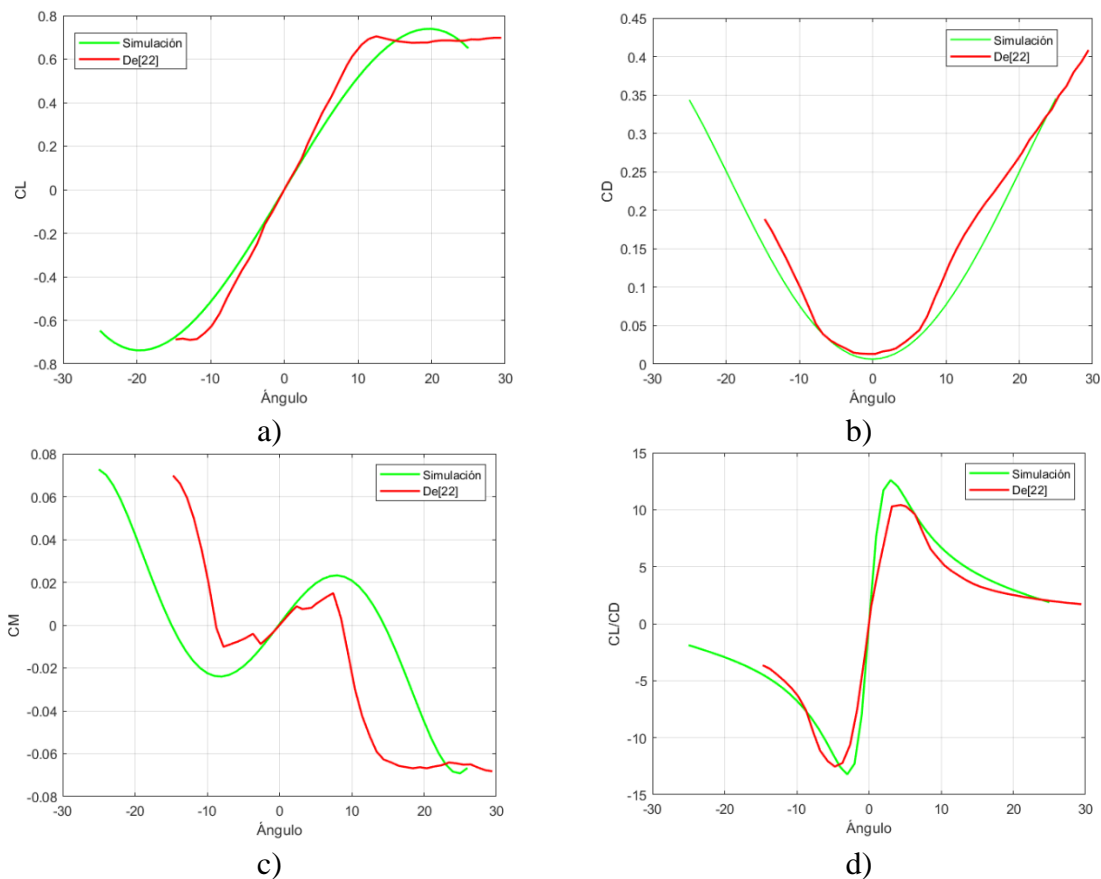 0.8
0.6
0.4
0.2
0
-0.2
-0.4
-0.6
-0.8
CL
Simulación
De[22]
-30 -20 -10 0 10 20 30
Ángulo
a)
0.45
0.4
0.35
0.3
0.25
0.2
0.15
0.1
0.05
0
CD
Simulación
De[22]
-30 -20 -10 0 10 20 30
Ángulo
b)
0.08
0.06
0.04
0.02
0
-0.02
-0.04
-0.06
-0.08
CM
Simulación
De[22]
-30 -20 -10 0 10 20 30
Ángulo
c)
15
10
5
0
-5
-10
-15
CL/CD
Simulación
De[22]
-30 -20 -10 0 10 20 30
Ángulo
d)